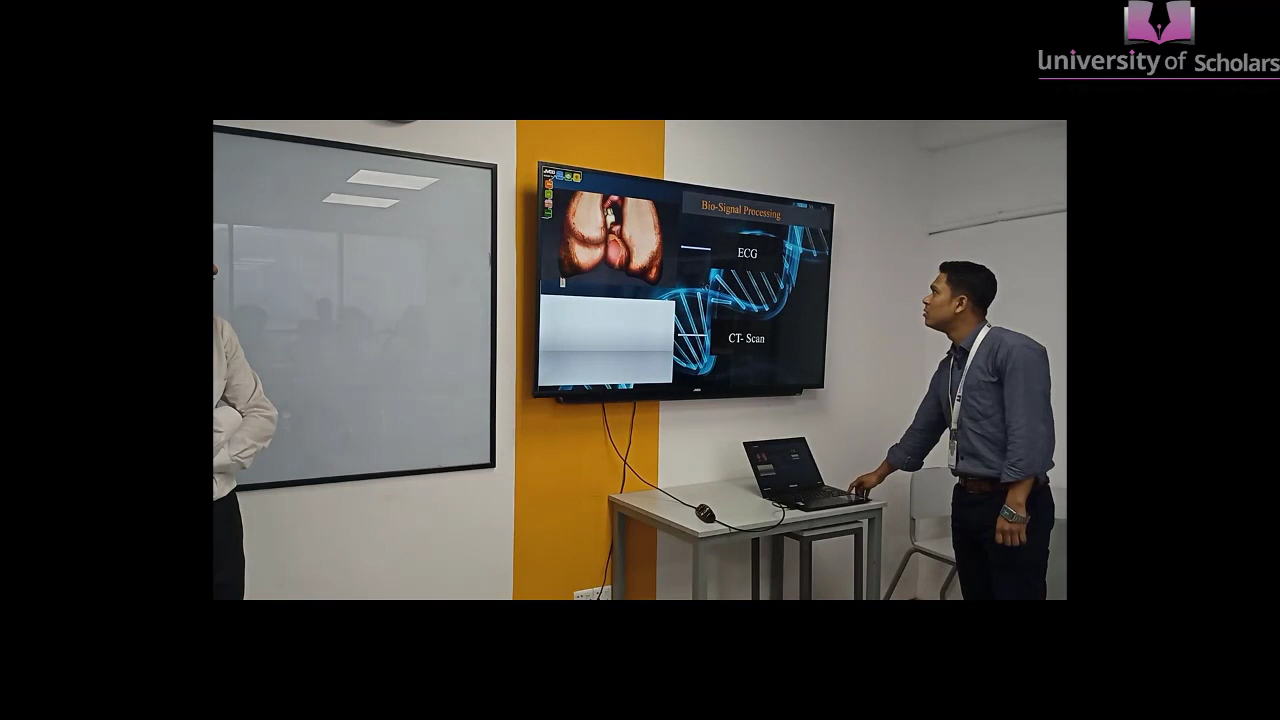 university of Scholars
Bio-Signal Processing
ECG
CT- Scan